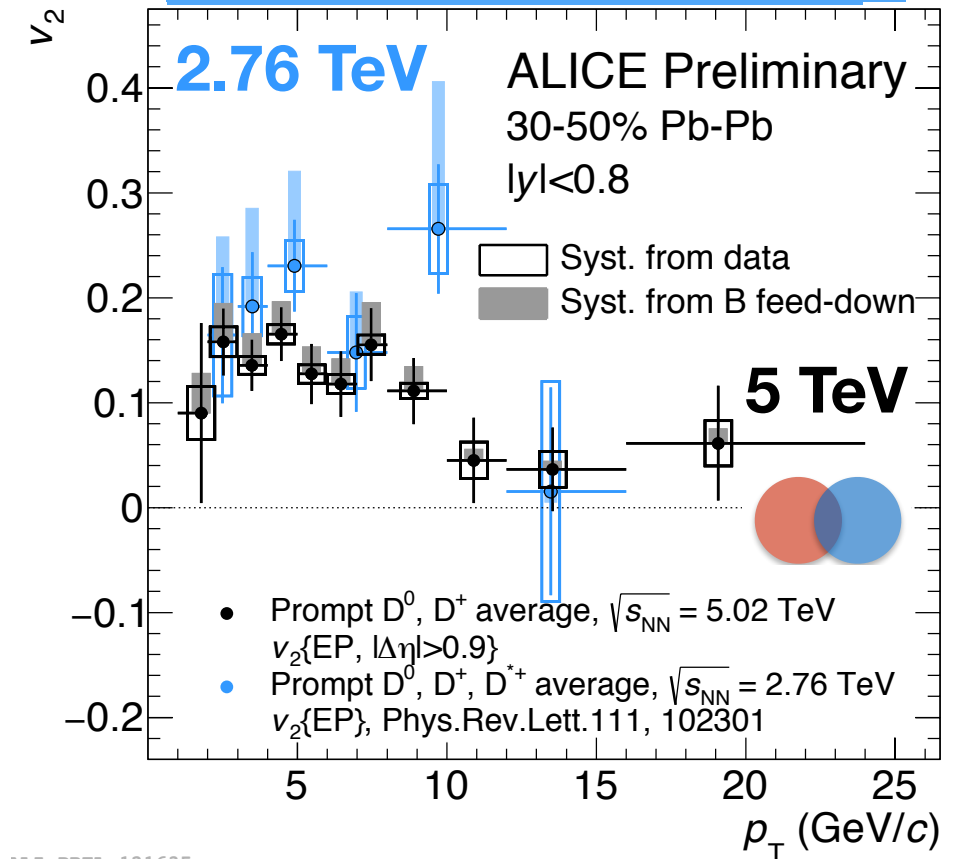 v₂
2.76 TeV
ALICE Preliminary
30-50% Pb-Pb
|y|<0.8
Syst. from data
Syst. from B feed-down
5 TeV
0.4
0.3
0.2
0.1
0
−0.1
−0.2
Prompt D⁰, D⁺ average, √sNN = 5.02 TeV
v₂{EP, |Δη|>0.9}
Prompt D⁰, D⁺, D*⁺ average, √sNN = 2.76 TeV
v₂{EP}, Phys.Rev.Lett.111, 102301
5 10 15 20 25
pT (GeV/c)